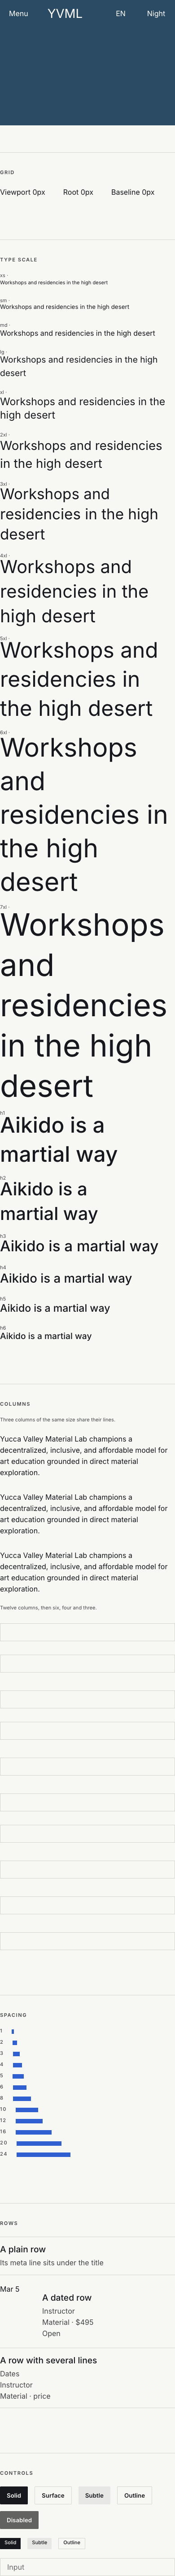 Menu YVML EN Night
GRID
Viewport 0px Root 0px Baseline 0px
TYPE SCALE
xs ·
Workshops and residencies in the high desert
sm ·
Workshops and residencies in the high desert
md ·
Workshops and residencies in the high desert
lg ·
Workshops and residencies in the high
desert
xl ·
Workshops and residencies in the
high desert
2xl ·
Workshops and residencies
in the high desert
3xl ·
Workshops and
residencies in the high
desert
4xl ·
Workshops and
residencies in the
high desert
5xl ·
Workshops and
residencies in
the high desert
6xl ·
Workshops
and
residencies in
the high
desert
7xl ·
Workshops
and
residencies
in the high
desert
h1
Aikido is a
martial way
h2
Aikido is a
martial way
h3
Aikido is a martial way
h4
Aikido is a martial way
h5
Aikido is a martial way
h6
Aikido is a martial way
COLUMNS
Three columns of the same size share their lines.
Yucca Valley Material Lab champions a
decentralized, inclusive, and affordable model for
art education grounded in direct material
exploration.
Yucca Valley Material Lab champions a
decentralized, inclusive, and affordable model for
art education grounded in direct material
exploration.
Yucca Valley Material Lab champions a
decentralized, inclusive, and affordable model for
art education grounded in direct material
exploration.
Twelve columns, then six, four and three.
SPACING
1
2
3
4
5
6
8
10
12
16
20
24
ROWS
A plain row
Its meta line sits under the title
Mar 5
A dated row
Instructor
Material · $495
Open
A row with several lines
Dates
Instructor
Material · price
CONTROLS
Solid Surface Subtle Outline
Disabled
Solid Subtle Outline
Input